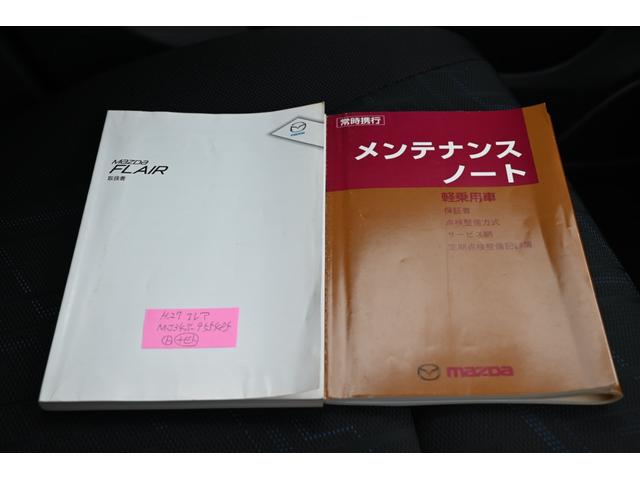 mazda
FLAIR
取扱書
H27 フレア
常時携行
メンテナンス
ノート
軽乗用車
保証書
点検整備方式
サービス網
定期点検整備記録簿
mazda